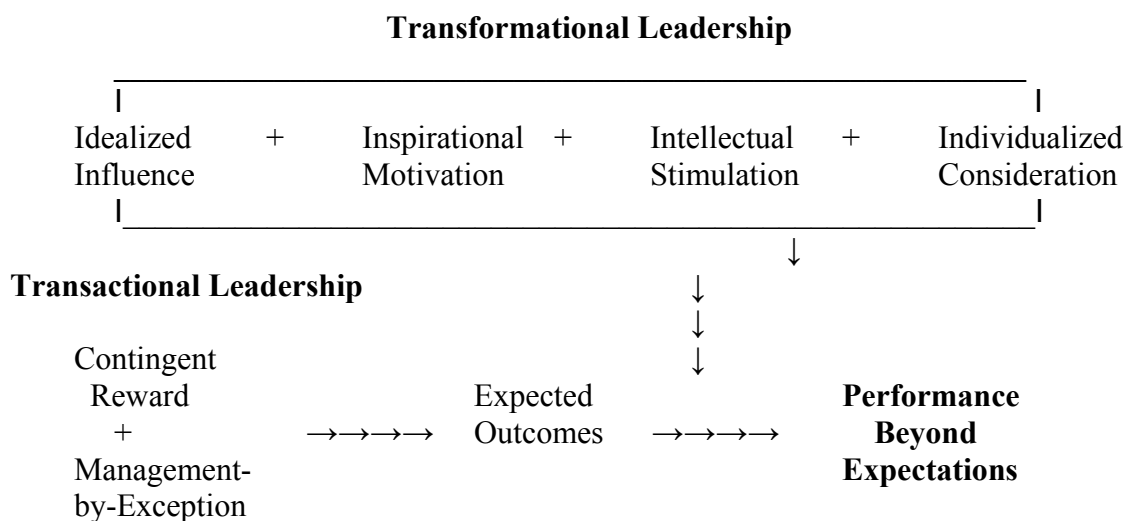 Transformational Leadership
Idealized + Inspirational + Intellectual + Individualized
Influence Motivation Stimulation Consideration
↓
Transactional Leadership ↓
↓
Contingent ↓
Reward Expected Performance
+ →→→→ Outcomes →→→→ Beyond
Management- Expectations
by-Exception